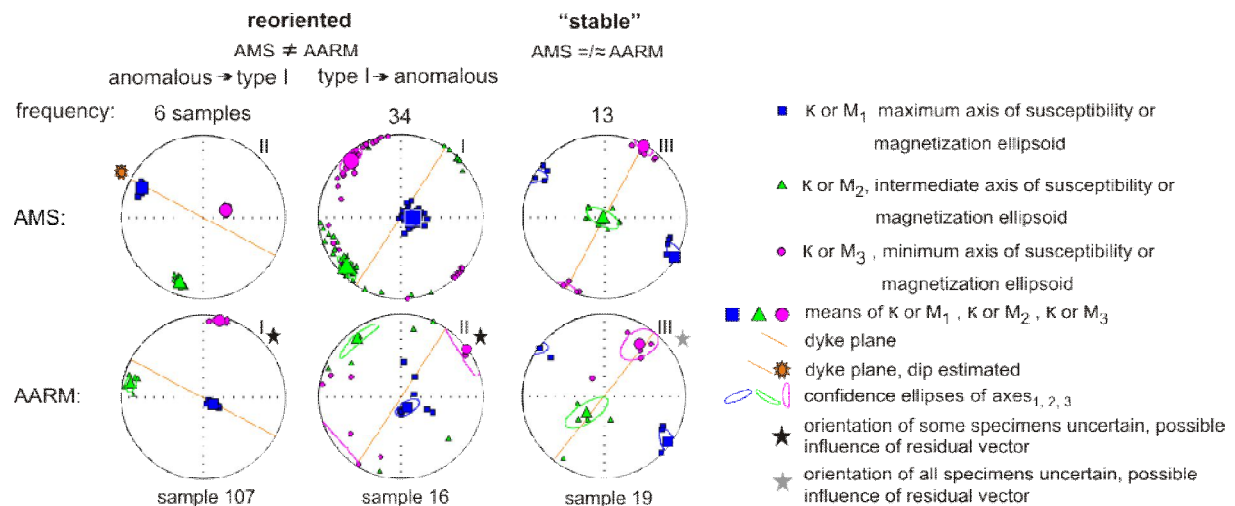 reoriented
"stable"
AMS ≠ AARM
AMS =/≈ AARM
anomalous → type I
type I → anomalous
frequency:
6 samples
34
13
II
I
III
AMS:
I
II
III
AARM:
sample 107
sample 16
sample 19
κ or M1 maximum axis of susceptibility or
magnetization ellipsoid
κ or M2, intermediate axis of susceptibility or
magnetization ellipsoid
κ or M3 , minimum axis of susceptibility or
magnetization ellipsoid
means of κ or M1 , κ or M2 , κ or M3
dyke plane
dyke plane, dip estimated
confidence ellipses of axes1, 2, 3
orientation of some specimens uncertain, possible
influence of residual vector
orientation of all specimens uncertain, possible
influence of residual vector